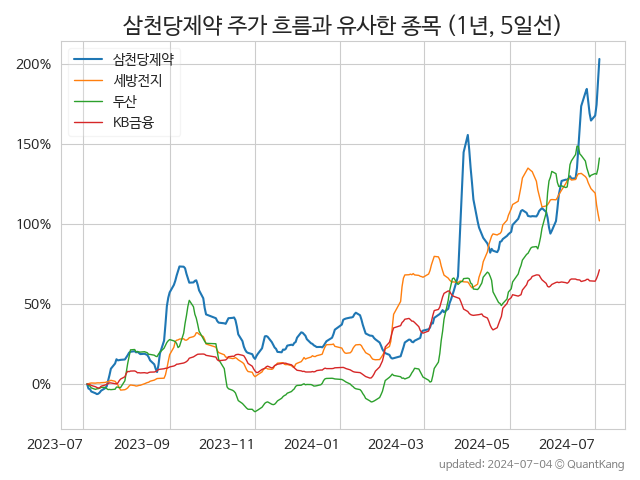 삼천당제약 주가 흐름과 유사한 종목 (1년, 5일선)
삼천당제약
세방전지
두산
KB금융
200%
150%
100%
50%
0%
2023-07 2023-09 2023-11 2024-01 2024-03 2024-05 2024-07
updated: 2024-07-04 © QuantKang